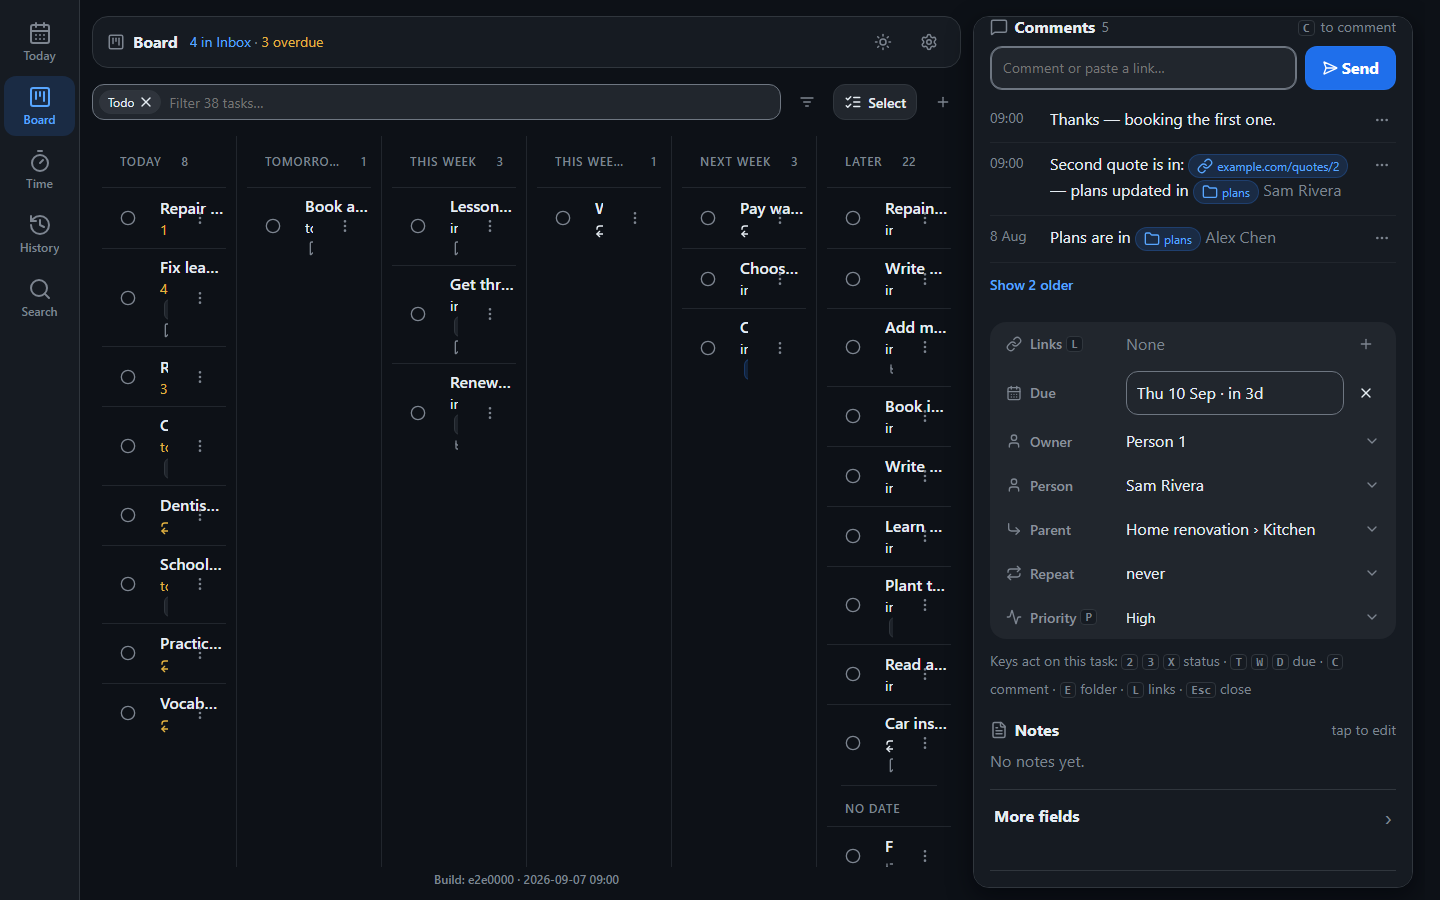 Today
Board
Time
History
Search
Board 4 in Inbox · 3 overdue
Todo
Filter 38 tasks...
Select
TODAY 8
Repair ...
1
Fix lea...
4
R
3
C
Dentis...
School...
Practic...
Vocab...
TOMORRO... 1
Book a...
THIS WEEK 3
Lesson...
Get thr...
Renew...
THIS WEE... 1
NEXT WEEK 3
Pay wa...
Choos...
C
LATER 22
Repain...
Write ...
Add m...
Book i...
Write ...
Learn ...
Plant t...
Read a...
Car ins...
NO DATE
F
Build: e2e0000 · 2026-09-07 09:00
Comments 5
C to comment
Comment or paste a link...
Send
09:00 Thanks — booking the first one.
09:00 Second quote is in: example.com/quotes/2
— plans updated in plans Sam Rivera
8 Aug Plans are in plans Alex Chen
Show 2 older
Links L None
Due Thu 10 Sep · in 3d
Owner Person 1
Person Sam Rivera
Parent Home renovation › Kitchen
Repeat never
Priority P High
Keys act on this task: 2 3 X status · T W D due · C
comment · E folder · L links · Esc close
Notes tap to edit
No notes yet.
More fields